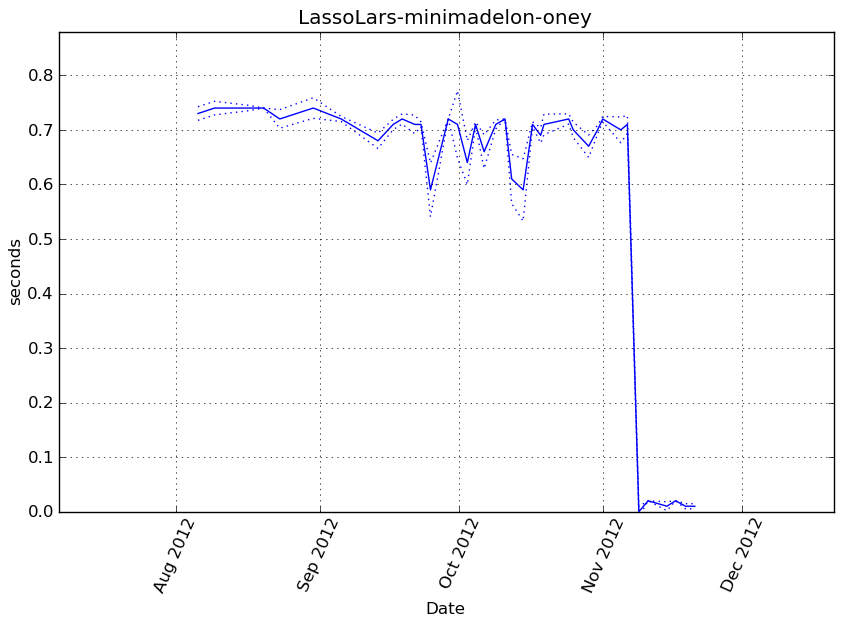 LassoLars-minimadelon-oney
0.8
0.7
0.6
0.5
0.4
0.3
0.2
0.1
0.0
seconds
Aug 2012
Sep 2012
Oct 2012
Nov 2012
Dec 2012
Date